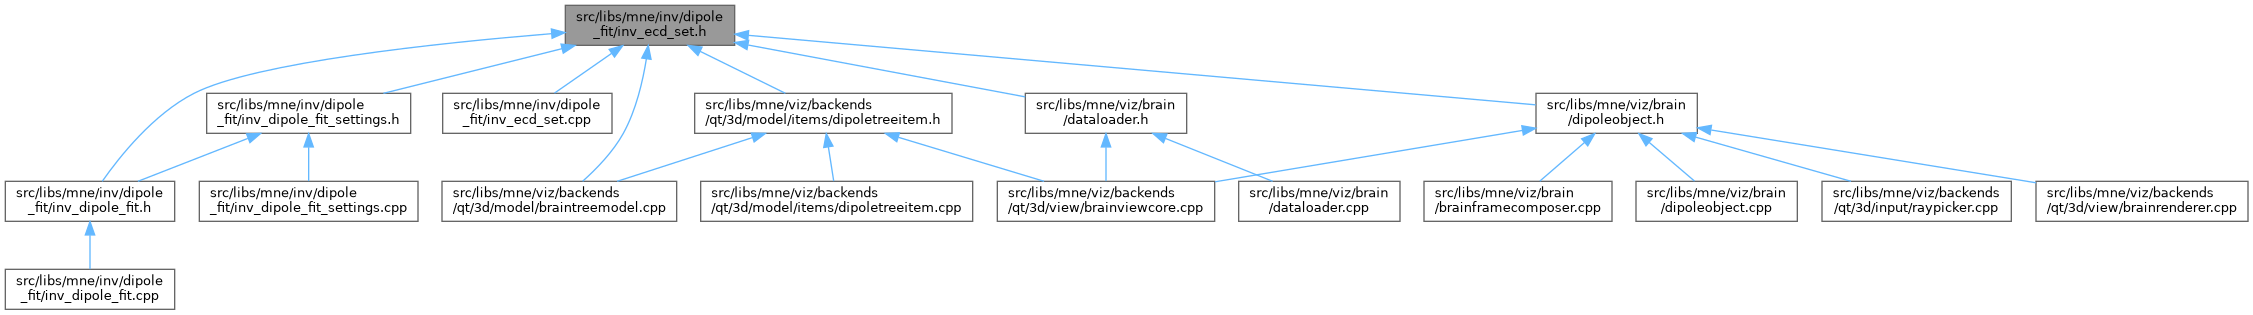 src/libs/mne/inv/dipole
_fit/inv_ecd_set.h
src/libs/mne/inv/dipole
_fit/inv_dipole_fit_settings.h
src/libs/mne/inv/dipole
_fit/inv_ecd_set.cpp
src/libs/mne/viz/backends
/qt/3d/model/items/dipoletreeitem.h
src/libs/mne/viz/brain
/dataloader.h
src/libs/mne/viz/brain
/dipoleobject.h
src/libs/mne/inv/dipole
_fit/inv_dipole_fit.h
src/libs/mne/inv/dipole
_fit/inv_dipole_fit_settings.cpp
src/libs/mne/viz/backends
/qt/3d/model/braintreemodel.cpp
src/libs/mne/viz/backends
/qt/3d/model/items/dipoletreeitem.cpp
src/libs/mne/viz/backends
/qt/3d/view/brainviewcore.cpp
src/libs/mne/viz/brain
/dataloader.cpp
src/libs/mne/viz/brain
/brainframecomposer.cpp
src/libs/mne/viz/brain
/dipoleobject.cpp
src/libs/mne/viz/backends
/qt/3d/input/raypicker.cpp
src/libs/mne/viz/backends
/qt/3d/view/brainrenderer.cpp
src/libs/mne/inv/dipole
_fit/inv_dipole_fit.cpp